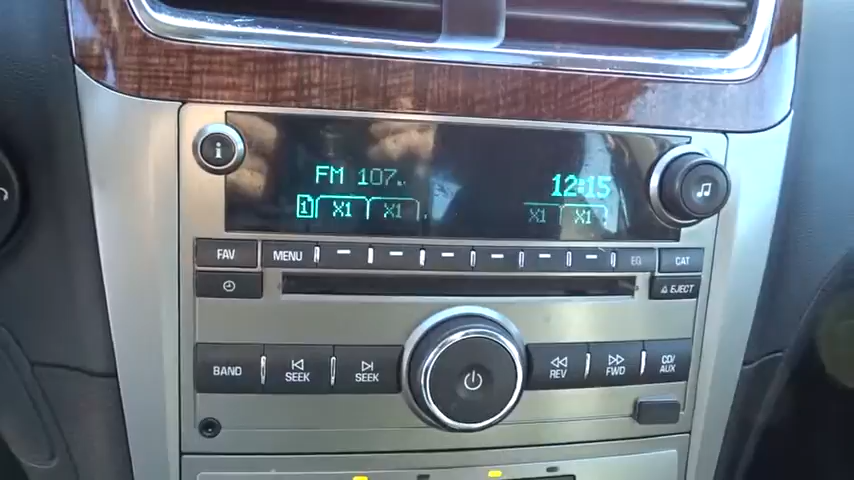 i
FM 107. 12:15
1 X1 X1 X1 X1
FAV MENU EQ CAT
EJECT
BAND SEEK SEEK REV FWD CD/AUX